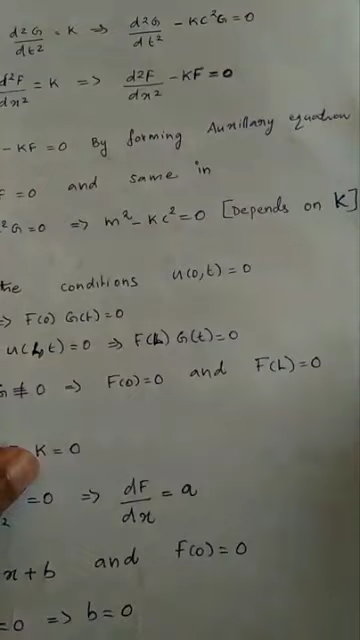 d²G/dt² = K ⇒ d²G/dt² - KC²G = 0
d²F/dx² = K ⇒ d²F/dx² - KF = 0
- KF = 0 By forming Auxillary equation
F = 0 and same in
²G = 0 ⇒ m² - KC² = 0 [Depends on K]
the conditions u(0,t) = 0
⇒ F(0) G(t) = 0
u(L,t) = 0 ⇒ F(L) G(t) = 0
G ≠ 0 ⇒ F(0) = 0 and F(L) = 0
K = 0
= 0 ⇒ dF/dx = a
x + b and f(0) = 0
= 0 ⇒ b = 0